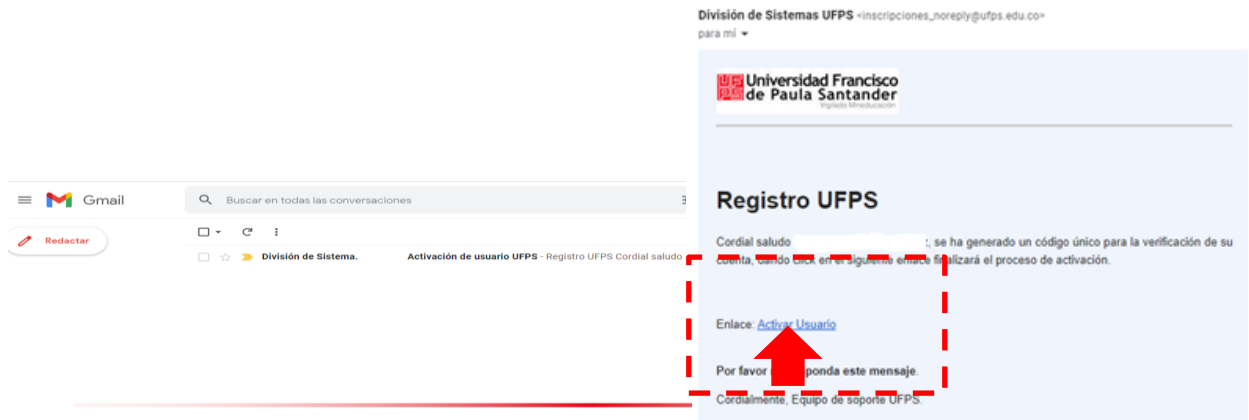 Gmail
Buscar en todas las conversaciones
Redactar
División de Sistema. Activación de usuario UFPS - Registro UFPS Cordial saludo
División de Sistemas UFPS <inscripciones_noreply@ufps.edu.co>
para mí
UFPS
Universidad Francisco
de Paula Santander
Vigilada Mineducación
Registro UFPS
Cordial saludo , se ha generado un código único para la verificación de su
cuenta, dando click en el siguiente enlace finalizará el proceso de activación.
Enlace: Activar Usuario
Por favor ponda este mensaje.
Cordialmente, Equipo de soporte UFPS.